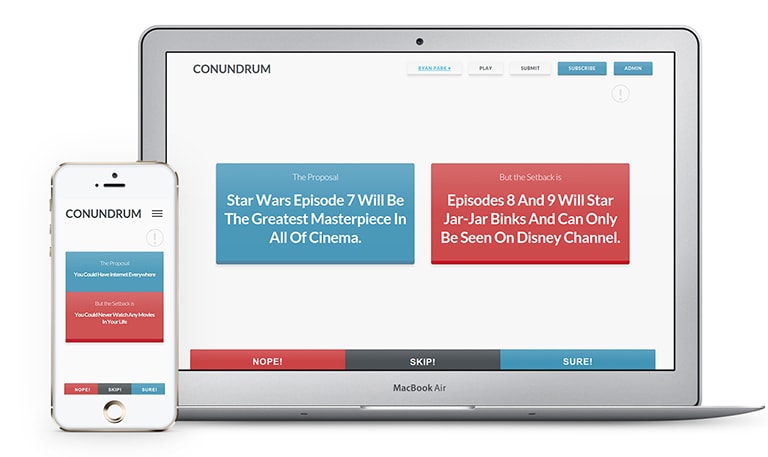 CONUNDRUM
RYAN PARK ▾
PLAY
SUBMIT
SUBSCRIBE
ADMIN
!
The Proposal
Star Wars Episode 7 Will Be
The Greatest Masterpiece In
All Of Cinema.
But the Setback is
Episodes 8 And 9 Will Star
Jar-Jar Binks And Can Only
Be Seen On Disney Channel.
NOPE!
SKIP!
SURE!
MacBook Air
CONUNDRUM
!
The Proposal
You Could Have Internet Everywhere
But the Setback is
You Could Never Watch Any Movies
In Your Life
NOPE!
SKIP!
SURE!